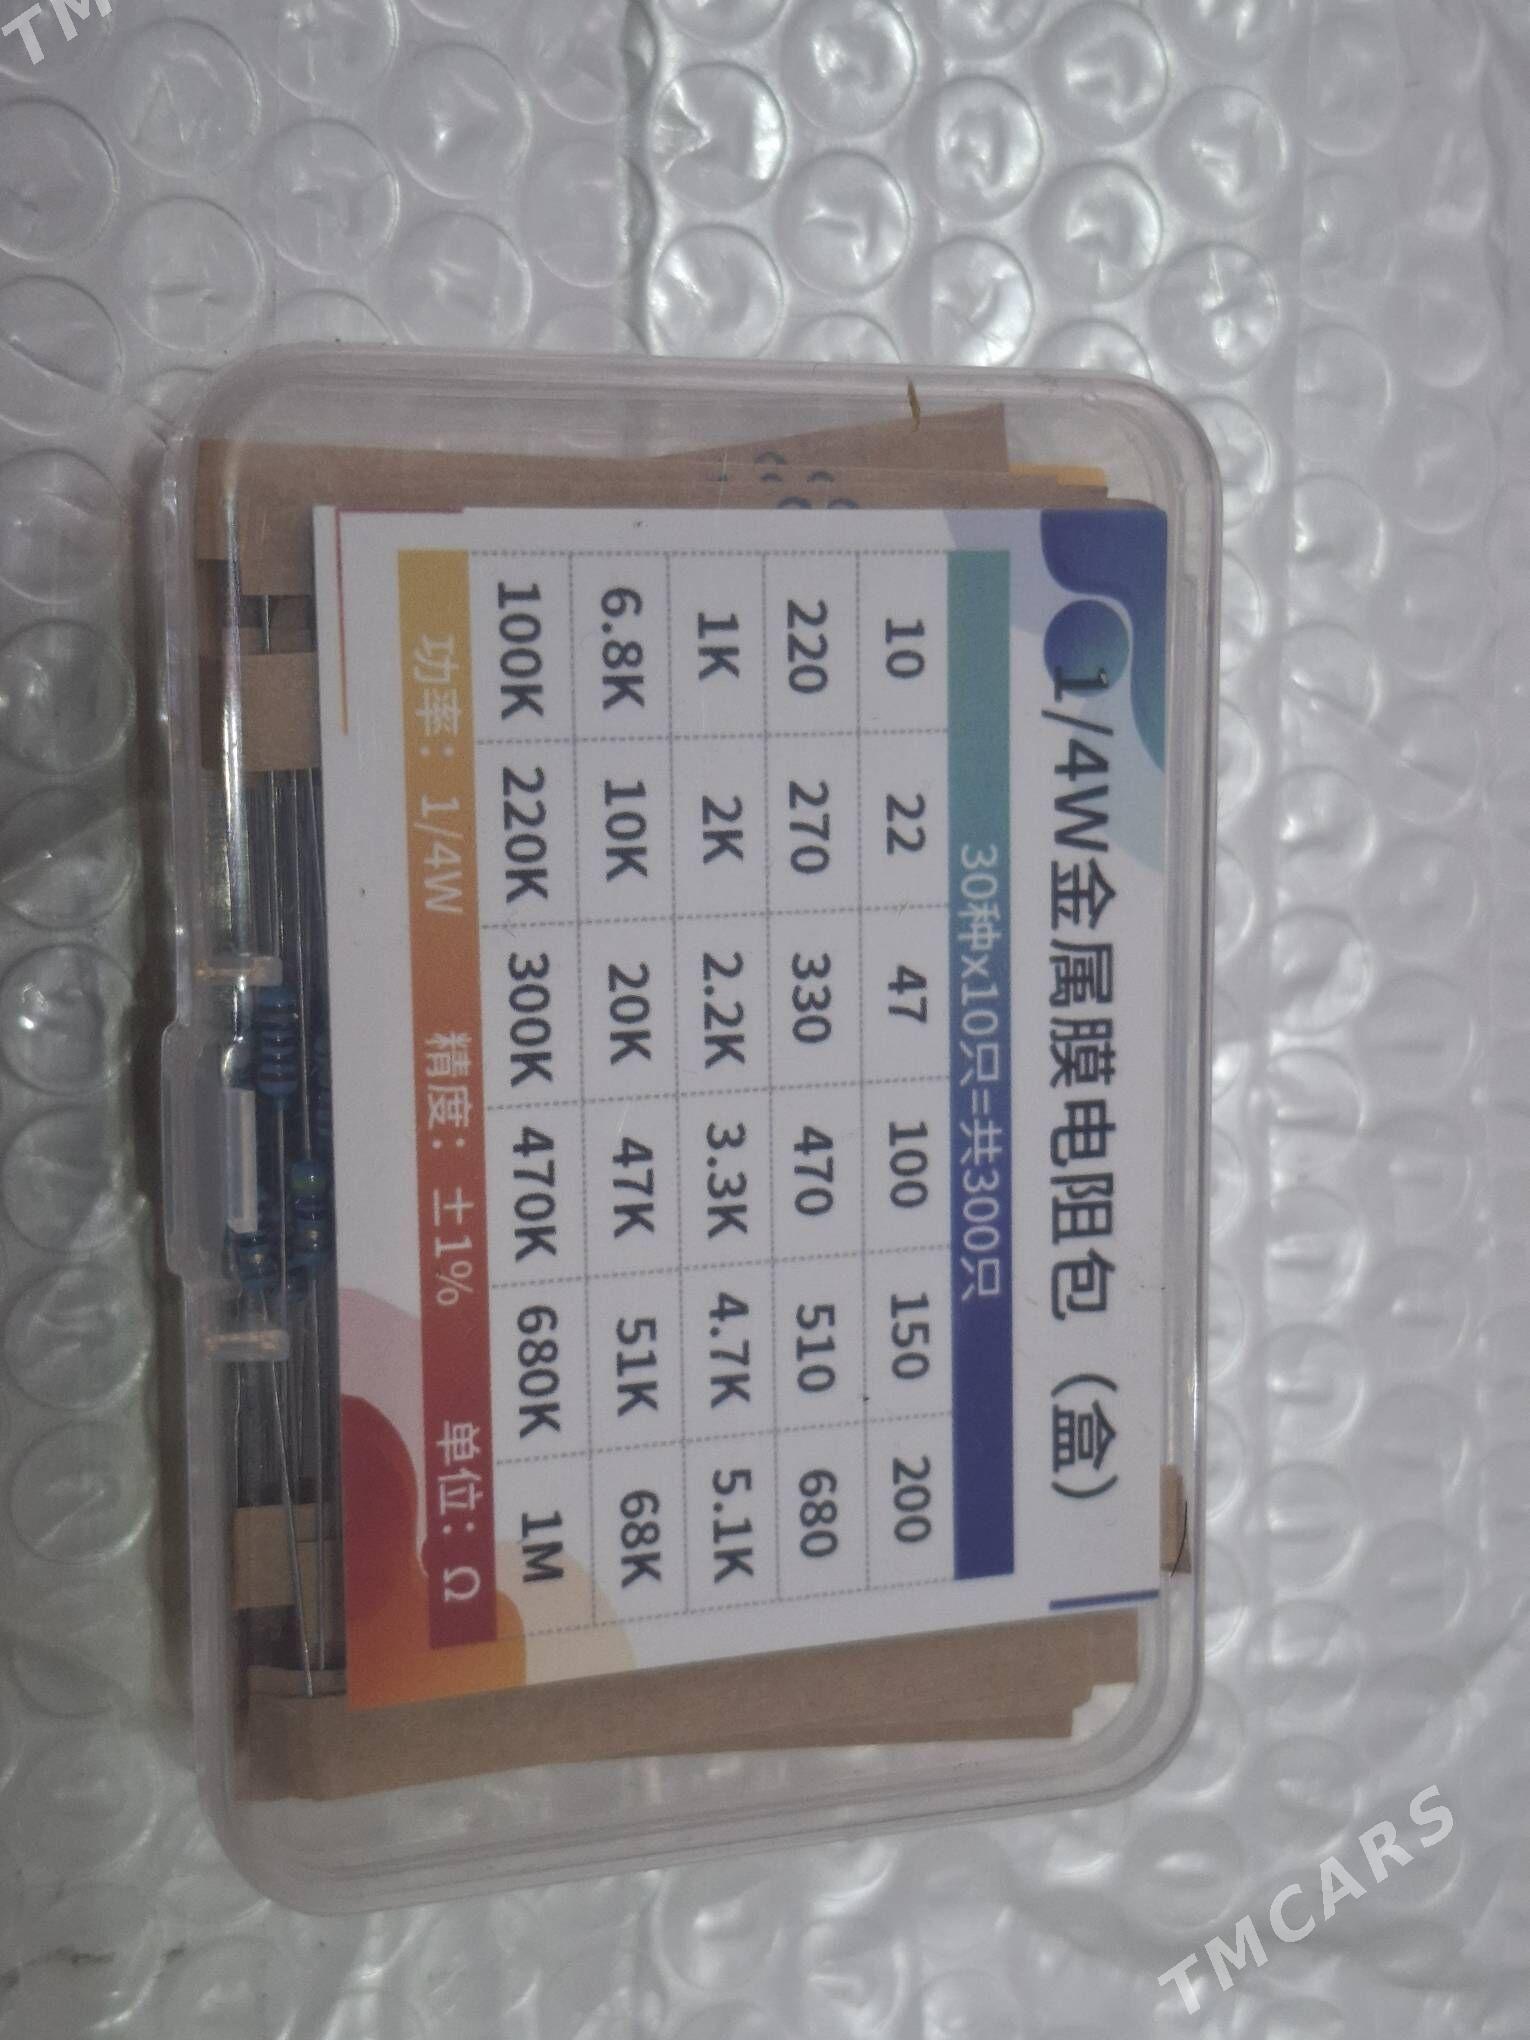 1/4W金属膜电阻包（盒）
30种x10只=共300只
10 22 47 100 150 200
220 270 330 470 510 680
1K 2K 2.2K 3.3K 4.7K 5.1K
6.8K 10K 20K 47K 51K 68K
100K 220K 300K 470K 680K 1M
功率：1/4W 精度：±1% 单位：Ω
TMCARS
TM